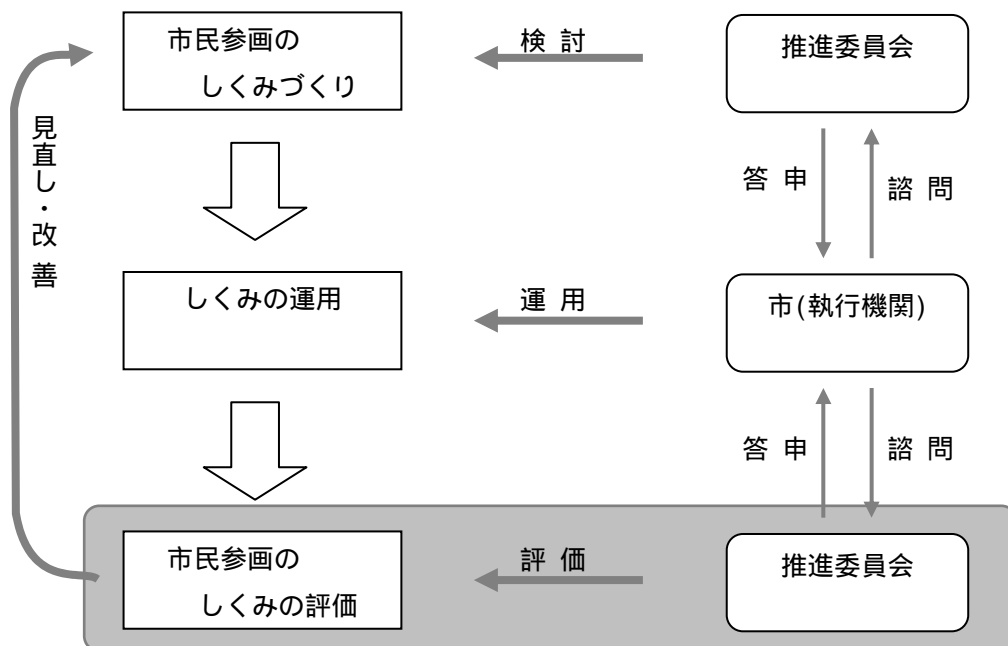 市民参画の
しくみづくり
検 討
推進委員会
見直し・改 善
答 申
諮 問
しくみの運用
運 用
市(執行機関)
答 申
諮 問
市民参画の
しくみの評価
評 価
推進委員会